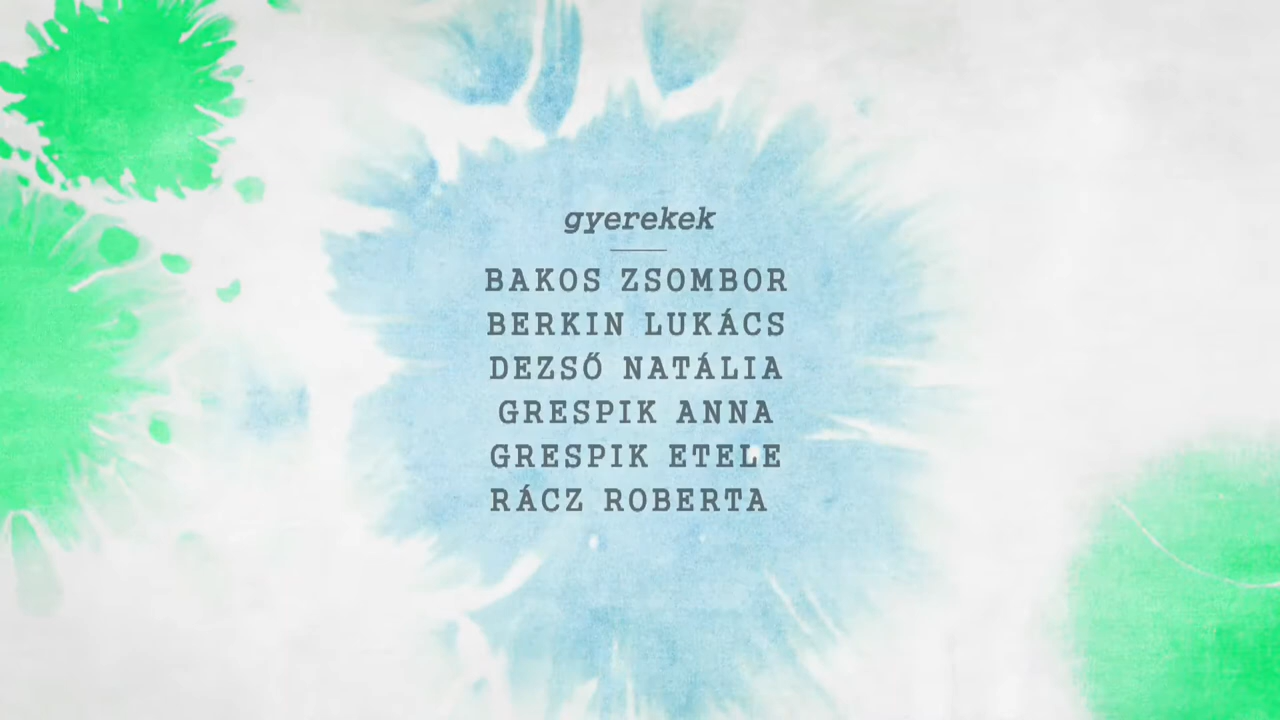 gyerekek
BAKOS ZSOMBOR
BERKIN LUKÁCS
DEZSŐ NATÁLIA
GRESPIK ANNA
GRESPIK ETELE
RÁCZ ROBERTA